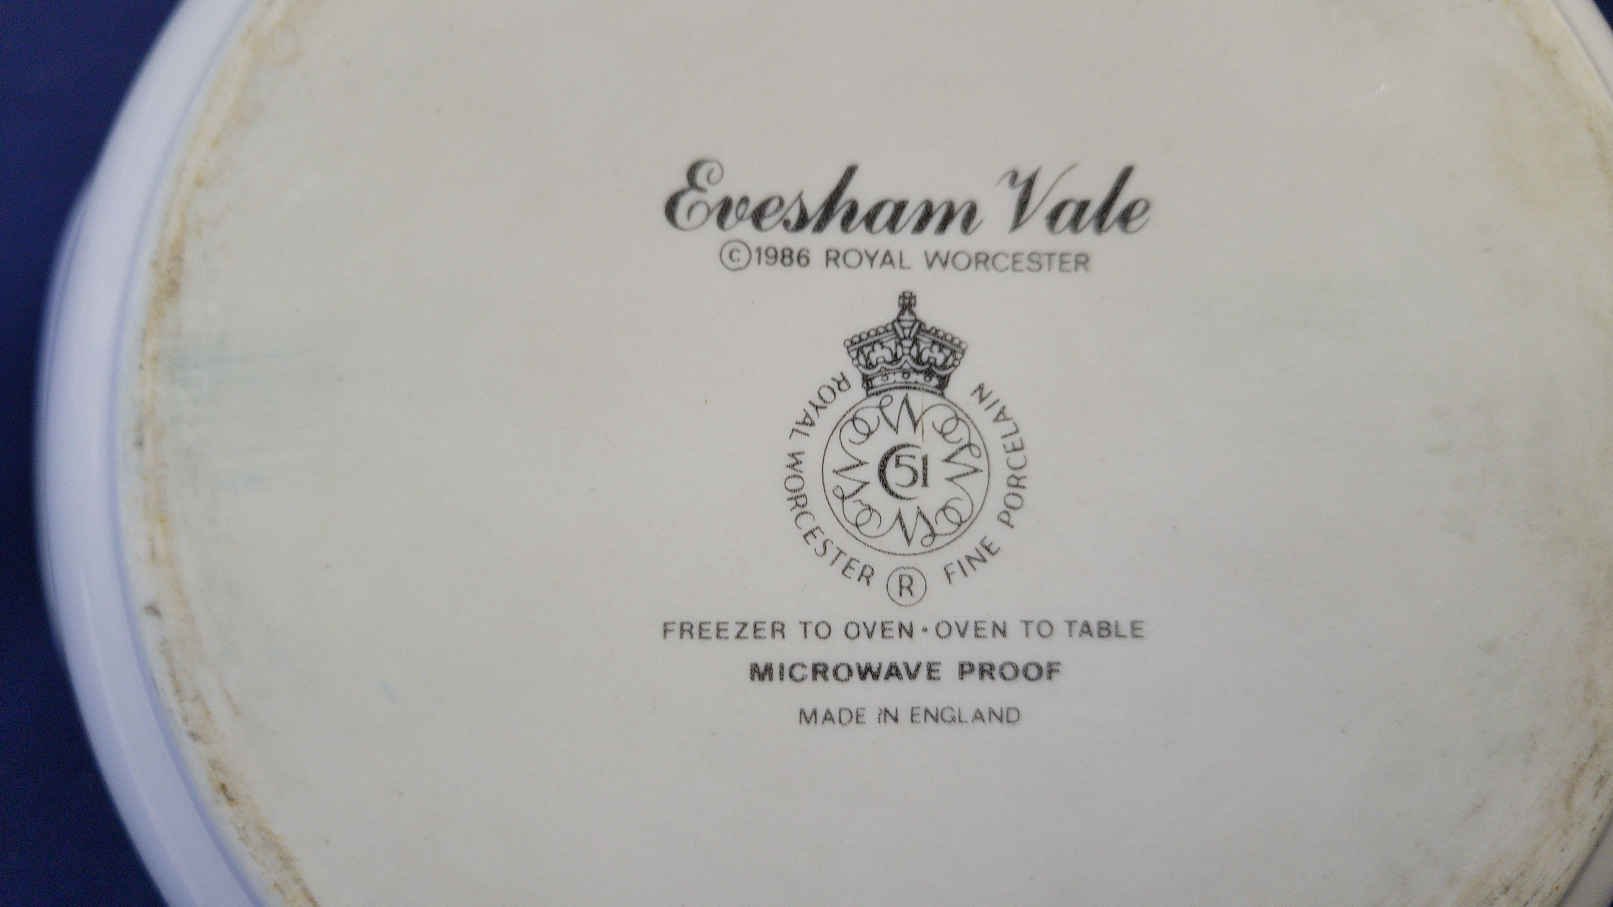 Evesham Vale
©1986 ROYAL WORCESTER
ROYAL WORCESTER ® FINE PORCELAIN
51
FREEZER TO OVEN · OVEN TO TABLE
MICROWAVE PROOF
MADE IN ENGLAND